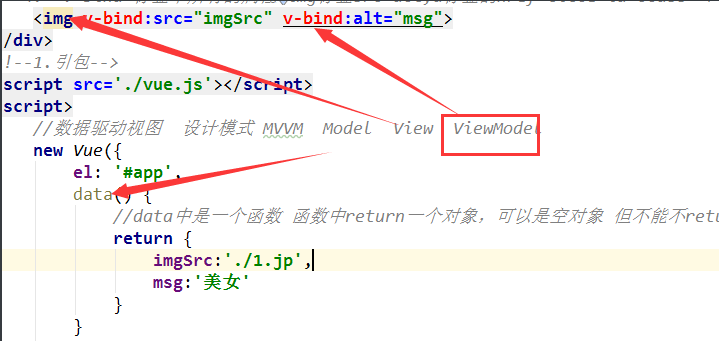 <img v-bind:src="imgSrc" v-bind:alt="msg">
/div>
!--1.引包-->
script src='./vue.js'></script>
script>
//数据驱动视图 设计模式 MVVM Model View ViewModel
new Vue({
el: '#app',
data() {
//data中是一个函数 函数中return一个对象，可以是空对象 但不能不retu
return {
imgSrc:'./1.jp',
msg:'美女'
}
}